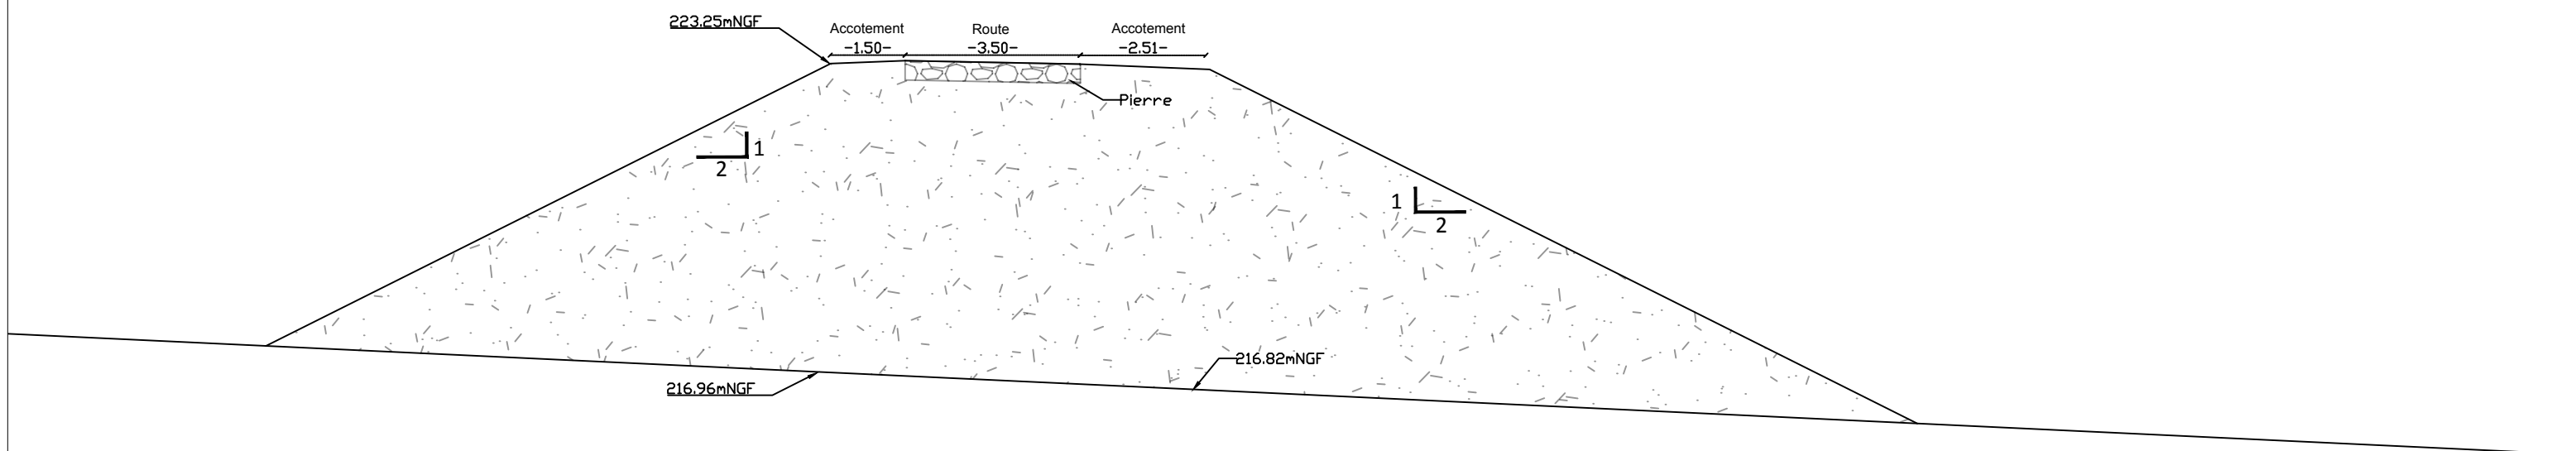 223.25mNGF
Accotement
Route
Accotement
-1.50-
-3.50-
-2.51-
Pierre
1
2
1
2
216.82mNGF
216.96mNGF